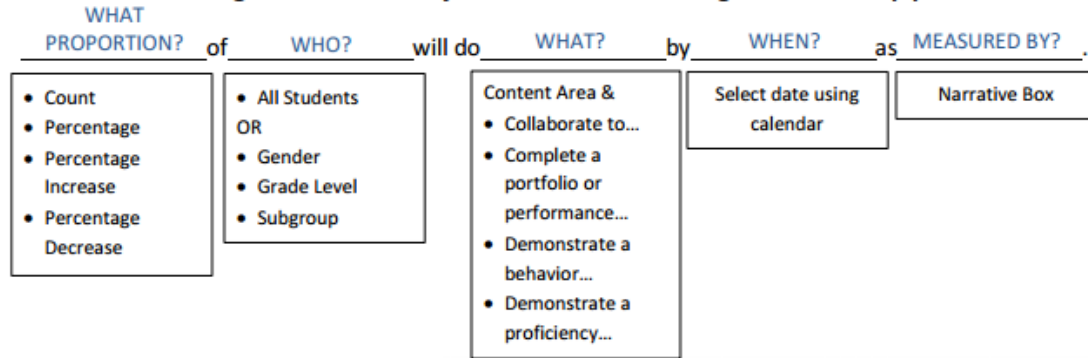 WHAT
PROPORTION? of WHO? will do WHAT? by WHEN? as MEASURED BY? .
• Count
• Percentage
• Percentage
Increase
• Percentage
Decrease
• All Students
OR
• Gender
• Grade Level
• Subgroup
Content Area &
• Collaborate to...
• Complete a
portfolio or
performance...
• Demonstrate a
behavior...
• Demonstrate a
proficiency...
Select date using
calendar
Narrative Box